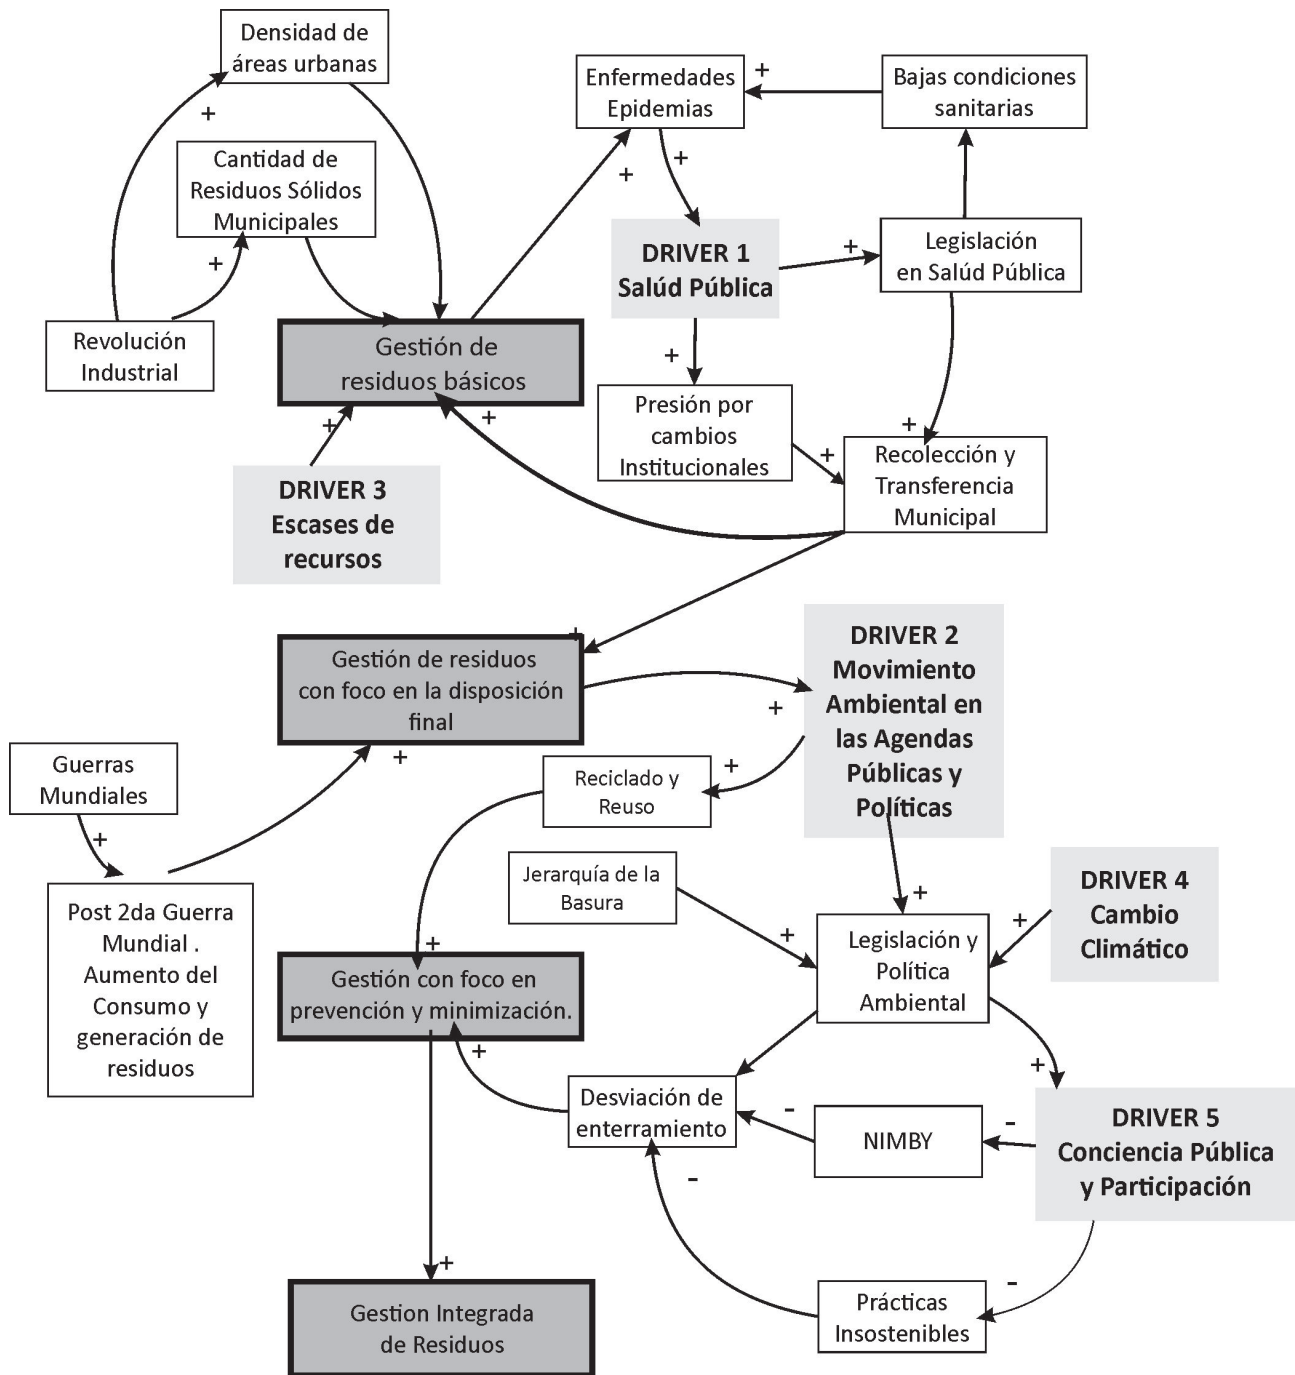 Densidad de
áreas urbanas
+
Cantidad de
Residuos Sólidos
Municipales
+
Revolución
Industrial
Enfermedades
Epidemias
+
Bajas condiciones
sanitarias
+
+
DRIVER 1
Salúd Pública
+
Legislación
en Salúd Pública
Gestión de
residuos básicos
+
Presión por
cambios
Institucionales
+
+
Recolección y
Transferencia
Municipal
+
+
DRIVER 3
Escases de
recursos
+
Gestión de residuos
con foco en la disposición
final
+
DRIVER 2
Movimiento
Ambiental en
las Agendas
Públicas y
Políticas
+
Guerras
Mundiales
+
+
Reciclado y
Reuso
Post 2da Guerra
Mundial .
Aumento del
Consumo y
generación de
residuos
Jerarquía de la
Basura
+
+
+
DRIVER 4
Cambio
Climático
Legislación y
Política
Ambiental
+
Gestión con foco en
prevención y minimización.
+
+
Desviación de
enterramiento
-
NIMBY
-
DRIVER 5
Conciencia Pública
y Participación
-
-
Prácticas
Insostenibles
+
Gestion Integrada
de Residuos